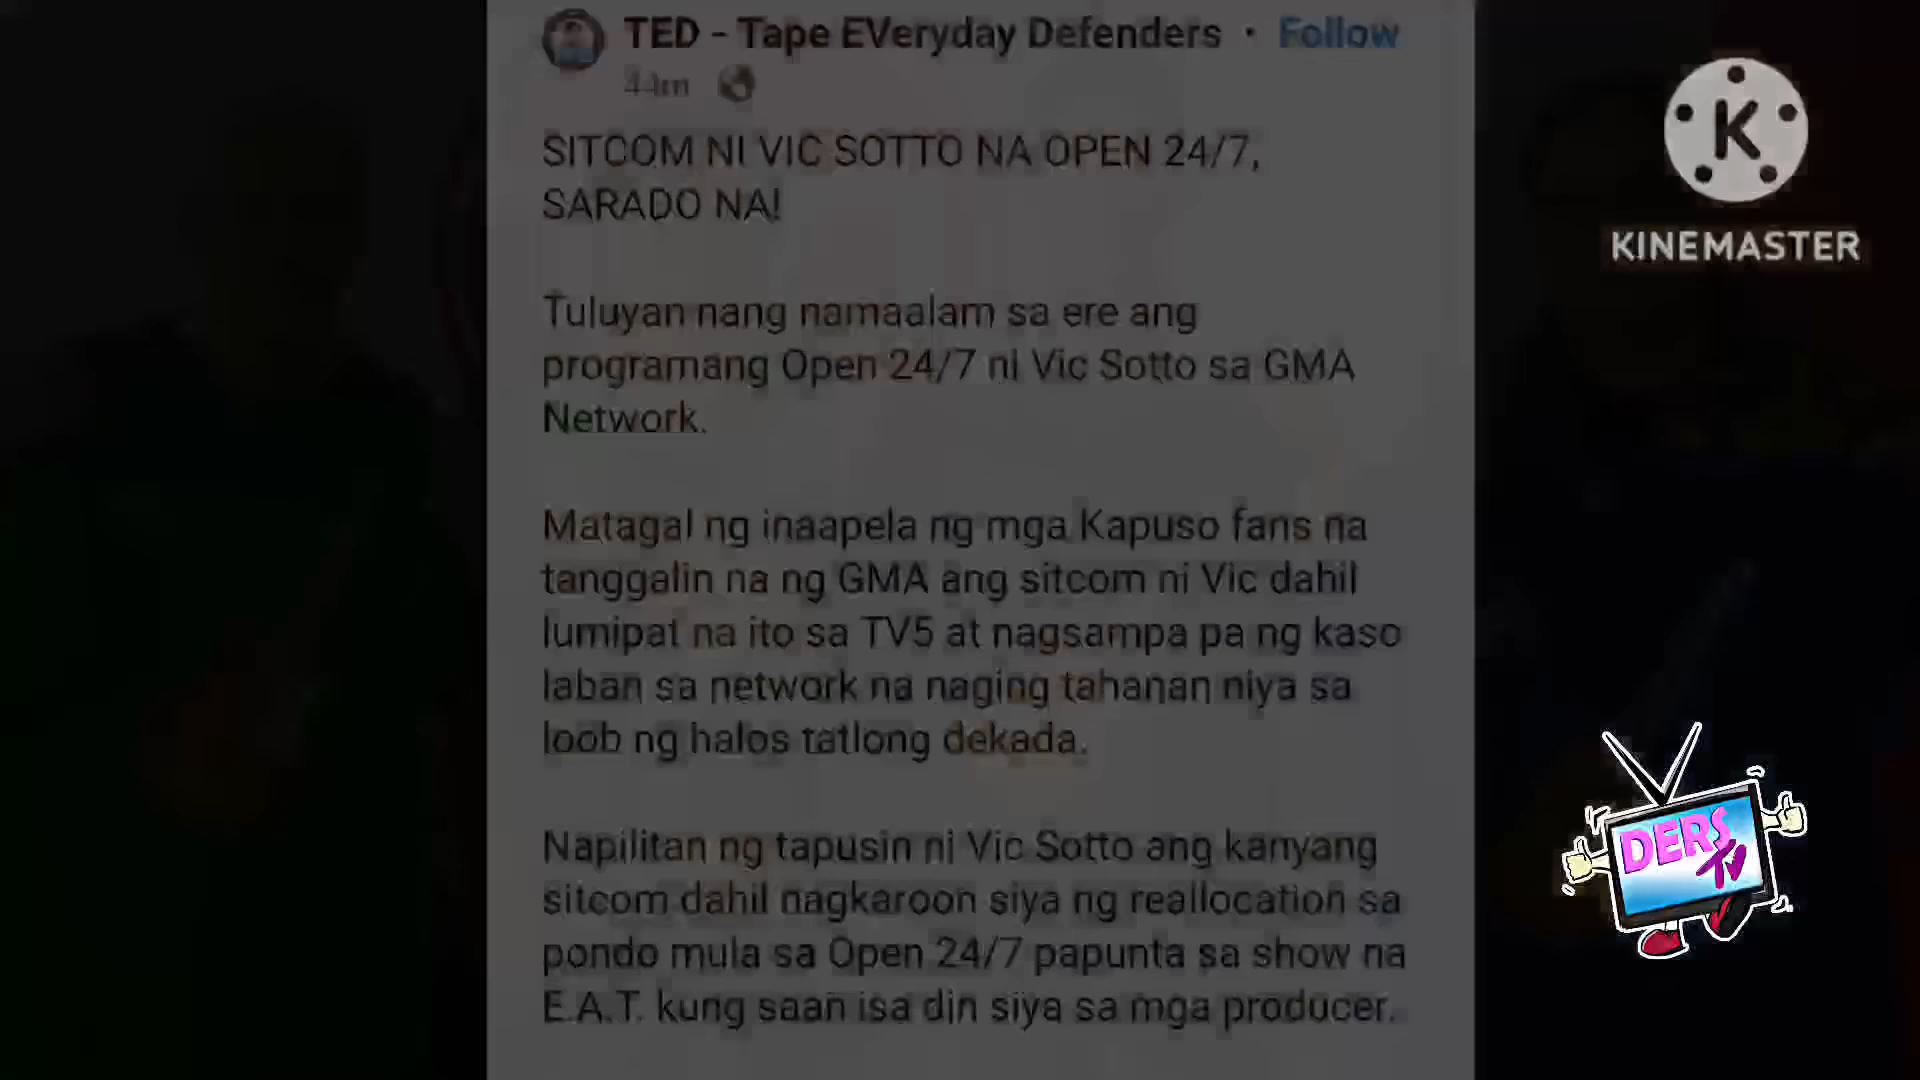 TED - Tape EVeryday Defenders · Follow
44m
SITCOM NI VIC SOTTO NA OPEN 24/7,
SARADO NA!
Tuluyan nang namaalam sa ere ang
programang Open 24/7 ni Vic Sotto sa GMA
Network.
Matagal ng inaapela ng mga Kapuso fans na
tanggalin na ng GMA ang sitcom ni Vic dahil
lumipat na ito sa TV5 at nagsampa pa ng kaso
laban sa network na naging tahanan niya sa
loob ng halos tatlong dekada.
Napilitan ng tapusin ni Vic Sotto ang kanyang
sitcom dahil nagkaroon siya ng reallocation sa
pondo mula sa Open 24/7 papunta sa show na
E.A.T. kung saan isa din siya sa mga producer.
K
KINEMASTER
DERS
TV